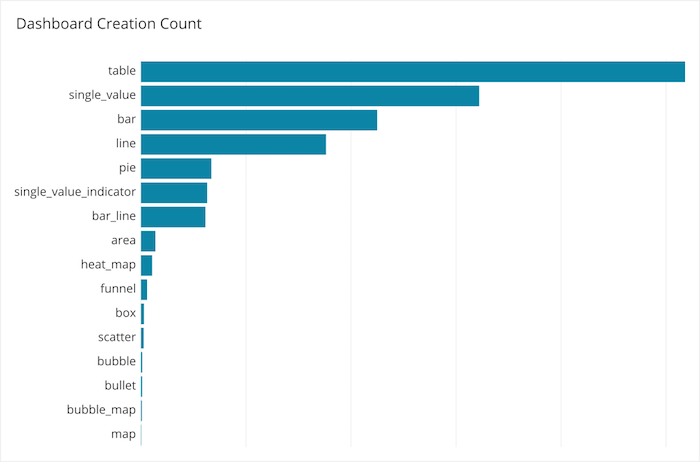 Dashboard Creation Count
table
single_value
bar
line
pie
single_value_indicator
bar_line
area
heat_map
funnel
box
scatter
bubble
bullet
bubble_map
map